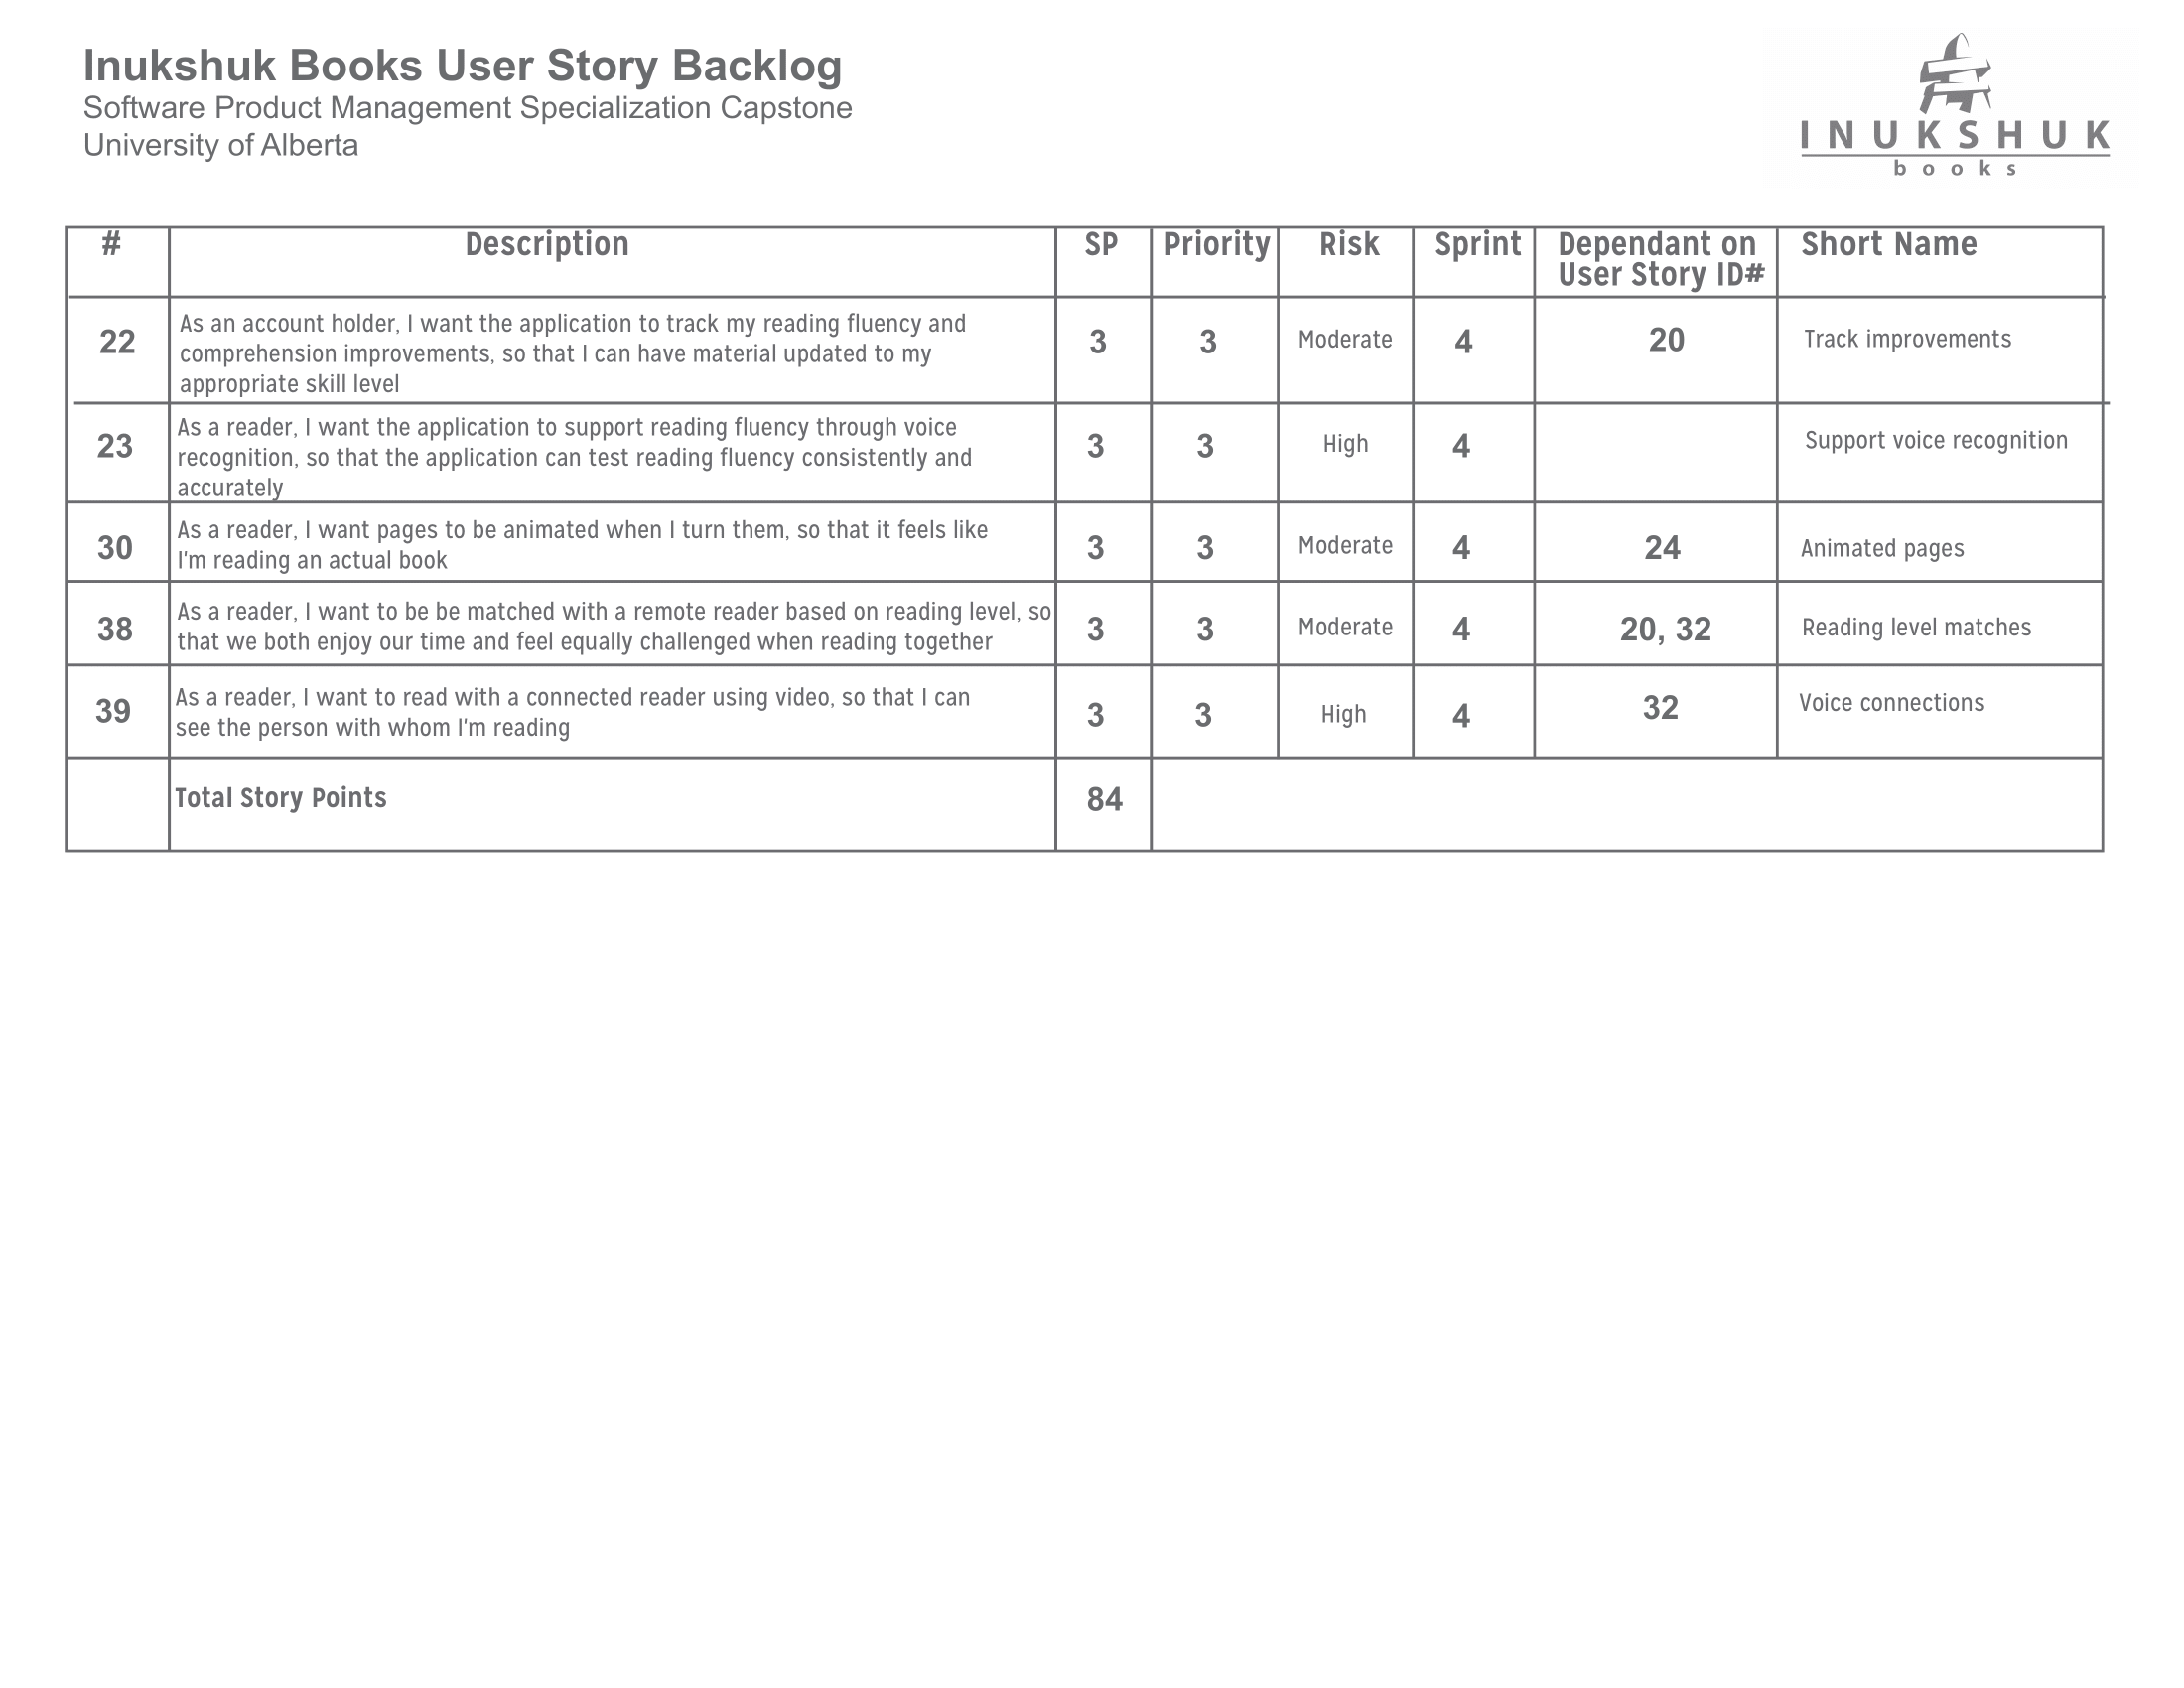 Inukshuk Books User Story Backlog
Software Product Management Specialization Capstone
University of Alberta
INUKSHUK
books
# Description SP Priority Risk Sprint Dependant on User Story ID# Short Name
22 As an account holder, I want the application to track my reading fluency and 3 3 Moderate 4 20 Track improvements
comprehension improvements, so that I can have material updated to my
appropriate skill level
23 As a reader, I want the application to support reading fluency through voice 3 3 High 4 Support voice recognition
recognition, so that the application can test reading fluency consistently and
accurately
30 As a reader, I want pages to be animated when I turn them, so that it feels like 3 3 Moderate 4 24 Animated pages
I'm reading an actual book
38 As a reader, I want to be be matched with a remote reader based on reading level, so 3 3 Moderate 4 20, 32 Reading level matches
that we both enjoy our time and feel equally challenged when reading together
39 As a reader, I want to read with a connected reader using video, so that I can 3 3 High 4 32 Voice connections
see the person with whom I'm reading
Total Story Points 84